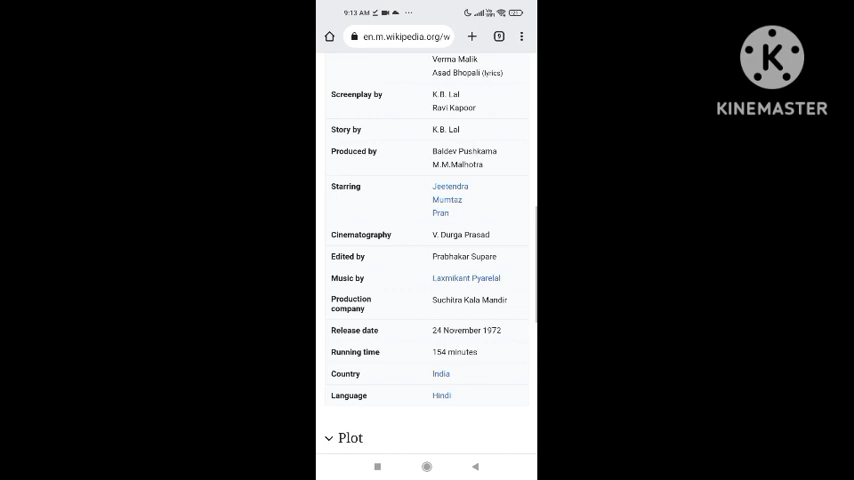 9:13 AM
en.m.wikipedia.org/w
9
K
KINEMASTER
Verma Malik
Asad Bhopali (lyrics)
Screenplay by K.B. Lal
Ravi Kapoor
Story by K.B. Lal
Produced by Baldev Pushkarna
M.M.Malhotra
Starring Jeetendra
Mumtaz
Pran
Cinematography V. Durga Prasad
Edited by Prabhakar Supare
Music by Laxmikant Pyarelal
Production Suchitra Kala Mandir
company
Release date 24 November 1972
Running time 154 minutes
Country India
Language Hindi
Plot